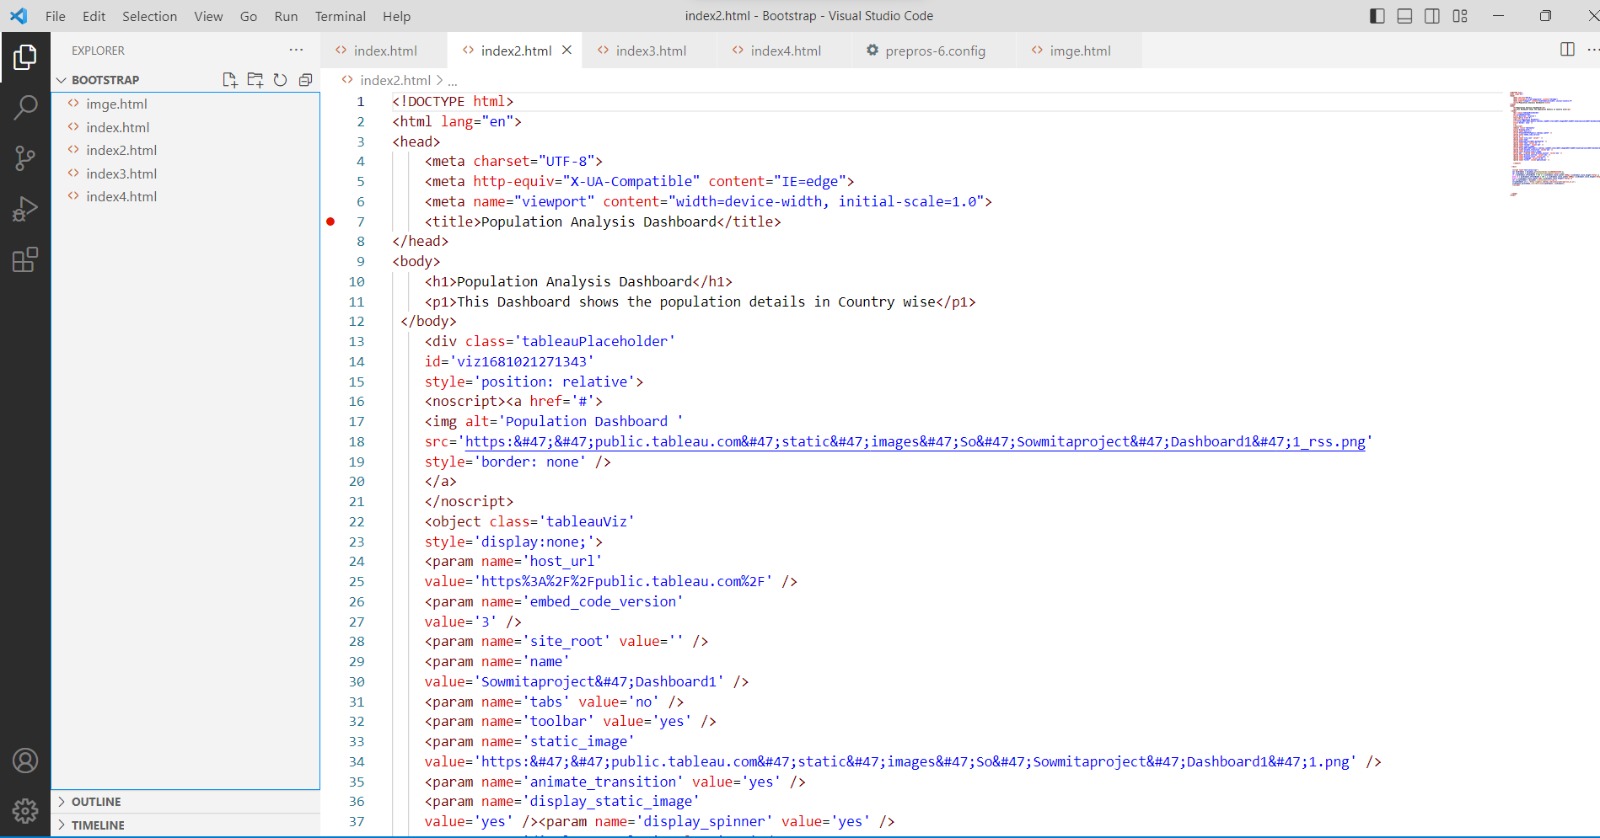 File Edit Selection View Go Run Terminal Help
index2.html - Bootstrap - Visual Studio Code
EXPLORER
BOOTSTRAP
imge.html
index.html
index2.html
index3.html
index4.html
OUTLINE
TIMELINE
index.html index2.html index3.html index4.html prepros-6.config imge.html
index2.html > ...
1 <!DOCTYPE html>
2 <html lang="en">
3 <head>
4 <meta charset="UTF-8">
5 <meta http-equiv="X-UA-Compatible" content="IE=edge">
6 <meta name="viewport" content="width=device-width, initial-scale=1.0">
7 <title>Population Analysis Dashboard</title>
8 </head>
9 <body>
10 <h1>Population Analysis Dashboard</h1>
11 <p1>This Dashboard shows the population details in Country wise</p1>
12 </body>
13 <div class='tableauPlaceholder'
14 id='viz1681021271343'
15 style='position: relative'>
16 <noscript><a href='#'>
17 <img alt='Population Dashboard '
18 src='https:&#47;&#47;public.tableau.com&#47;static&#47;images&#47;So&#47;Sowmitaproject&#47;Dashboard1&#47;1_rss.png'
19 style='border: none' />
20 </a>
21 </noscript>
22 <object class='tableauViz'
23 style='display:none;'>
24 <param name='host_url'
25 value='https%3A%2F%2Fpublic.tableau.com%2F' />
26 <param name='embed_code_version'
27 value='3' />
28 <param name='site_root' value='' />
29 <param name='name'
30 value='Sowmitaproject&#47;Dashboard1' />
31 <param name='tabs' value='no' />
32 <param name='toolbar' value='yes' />
33 <param name='static_image'
34 value='https:&#47;&#47;public.tableau.com&#47;static&#47;images&#47;So&#47;Sowmitaproject&#47;Dashboard1&#47;1.png' />
35 <param name='animate_transition' value='yes' />
36 <param name='display_static_image'
37 value='yes' /><param name='display_spinner' value='yes' />